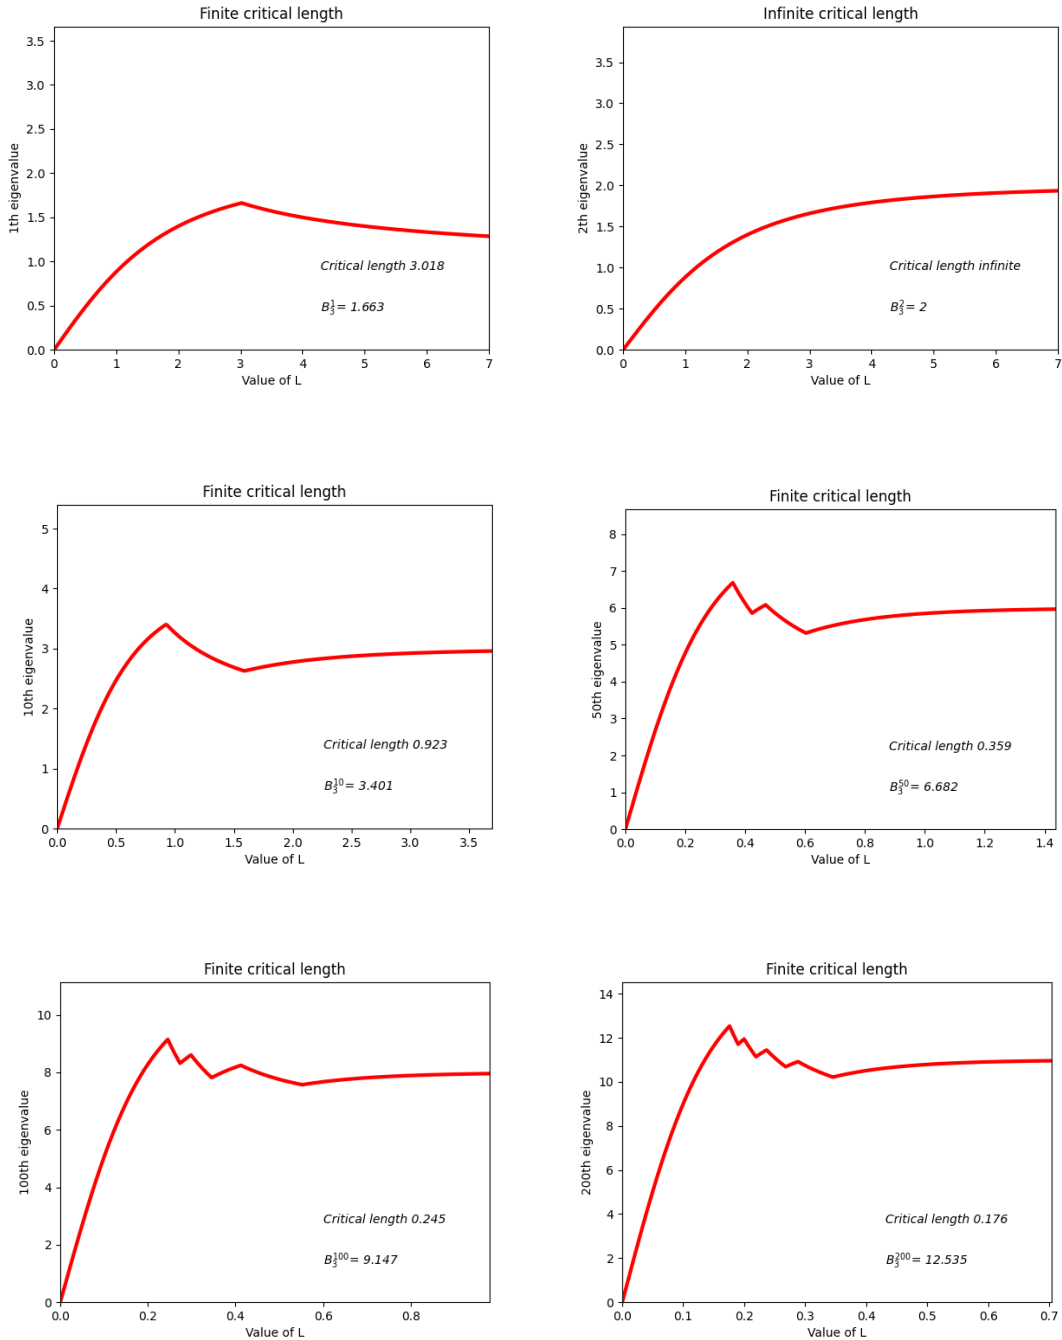 Finite critical length
3.5
3.0
2.5
2.0
1.5
1.0
0.5
0.0
1th eigenvalue
Critical length 3.018
B_3^1= 1.663
0 1 2 3 4 5 6 7
Value of L
Infinite critical length
3.5
3.0
2.5
2.0
1.5
1.0
0.5
0.0
2th eigenvalue
Critical length infinite
B_3^2= 2
0 1 2 3 4 5 6 7
Value of L
Finite critical length
5
4
3
2
1
0
10th eigenvalue
Critical length 0.923
B_3^10= 3.401
0.0 0.5 1.0 1.5 2.0 2.5 3.0 3.5
Value of L
Finite critical length
8
7
6
5
4
3
2
1
0
50th eigenvalue
Critical length 0.359
B_3^50= 6.682
0.0 0.2 0.4 0.6 0.8 1.0 1.2 1.4
Value of L
Finite critical length
10
8
6
4
2
0
100th eigenvalue
Critical length 0.245
B_3^100= 9.147
0.0 0.2 0.4 0.6 0.8
Value of L
Finite critical length
14
12
10
8
6
4
2
0
200th eigenvalue
Critical length 0.176
B_3^200= 12.535
0.0 0.1 0.2 0.3 0.4 0.5 0.6 0.7
Value of L